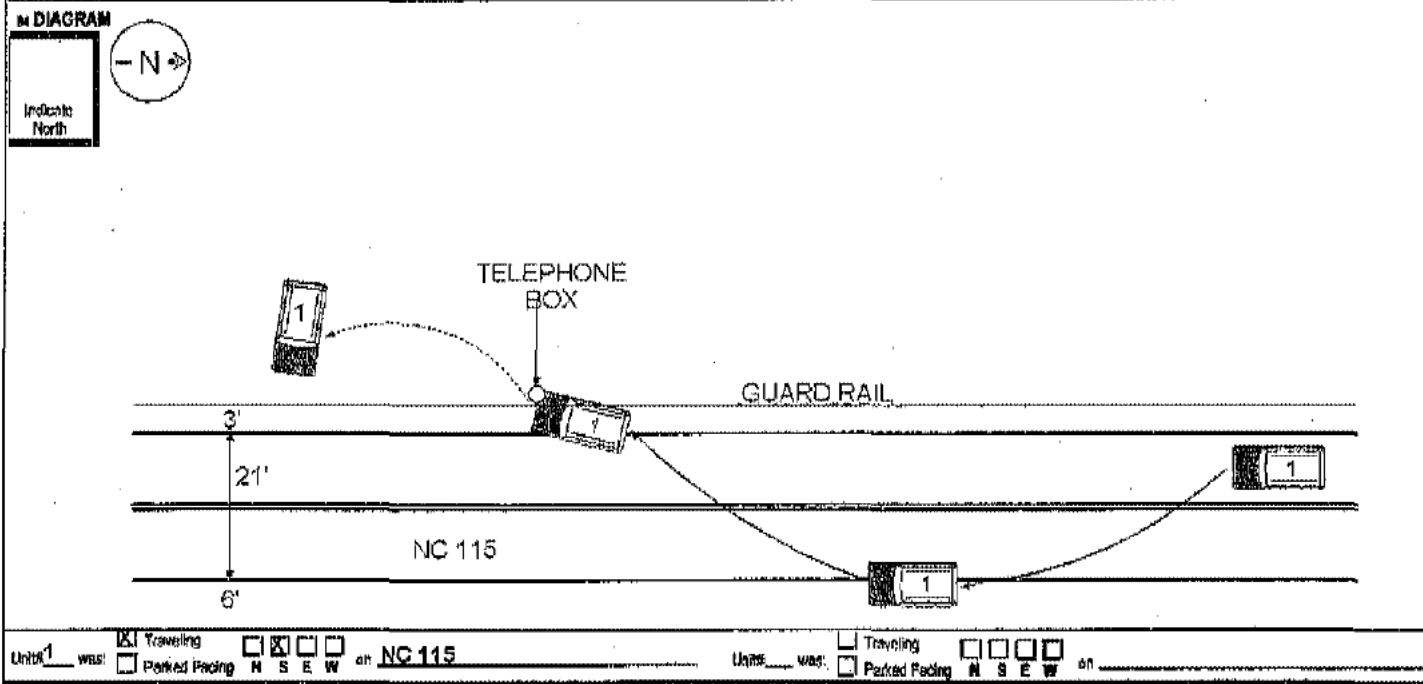 DIAGRAM
- N
Indicate
North
TELEPHONE
BOX
1
GUARD RAIL
3'
1
21'
1
NC 115
1
6'
Unit# 1 was: X Traveling
Parked Facing N X S E W on NC 115
Unit# was: Traveling
Parked Facing N S E W on